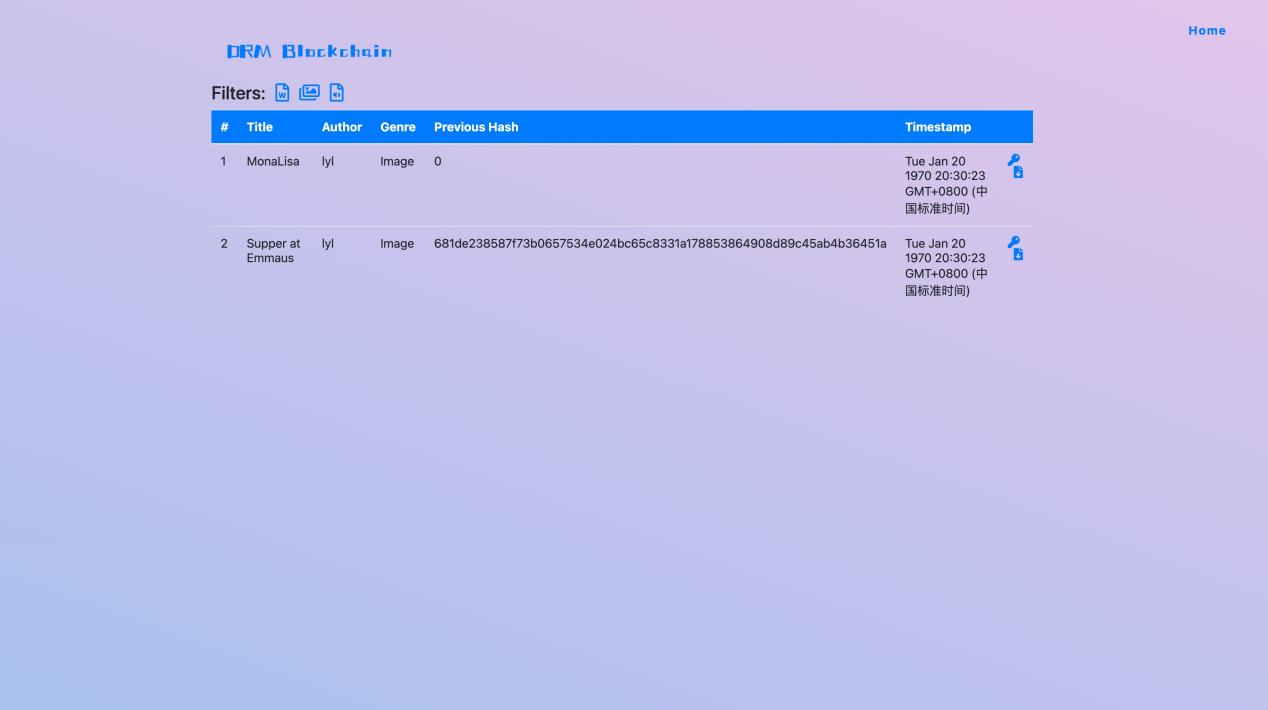 Home
DRM Blockchain
Filters:
# Title Author Genre Previous Hash Timestamp
1 MonaLisa lyl Image 0 Tue Jan 20
1970 20:30:23
GMT+0800 (中
国标准时间)
2 Supper at lyl Image 681de238587f73b0657534e024bc65c8331a178853864908d89c45ab4b36451a Tue Jan 20
Emmaus 1970 20:30:23
GMT+0800 (中
国标准时间)